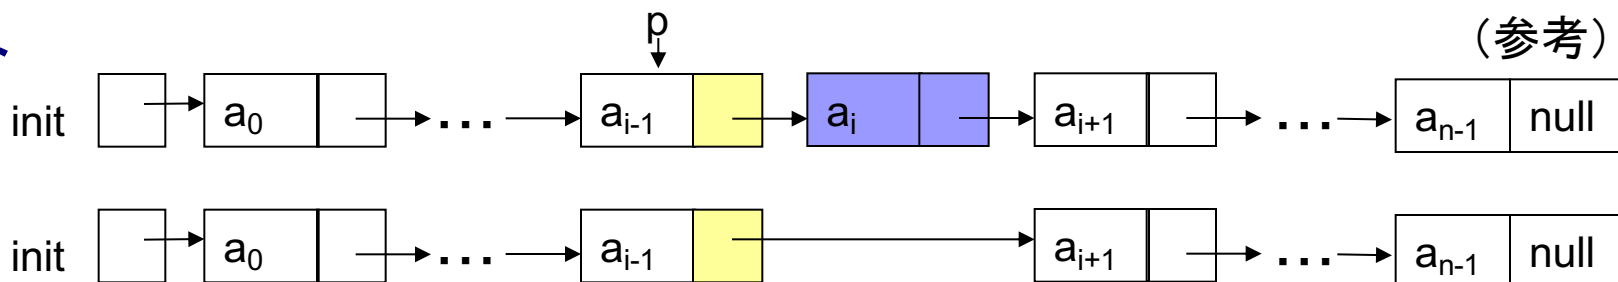 p
（参考）
init a₀ … aᵢ₋₁ aᵢ aᵢ₊₁ … aₙ₋₁ null
init a₀ … aᵢ₋₁ aᵢ₊₁ … aₙ₋₁ null